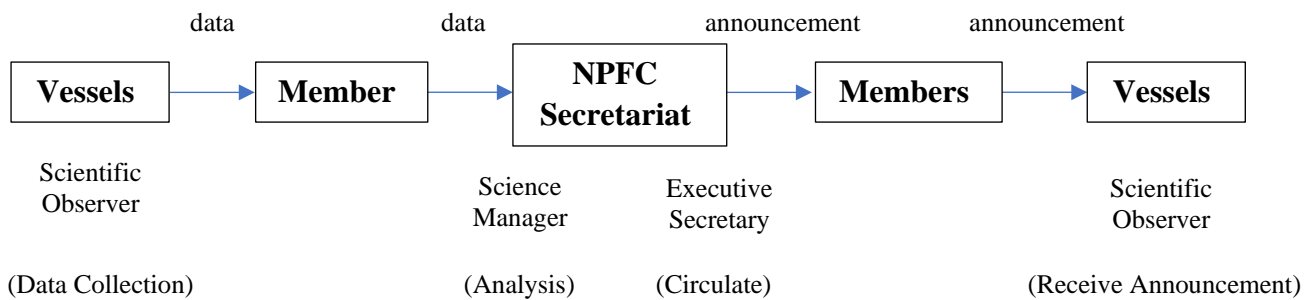 data data announcement announcement
Vessels Member NPFC Secretariat Members Vessels
Scientific Observer
Science Manager
Executive Secretary
Scientific Observer
(Data Collection) (Analysis) (Circulate) (Receive Announcement)